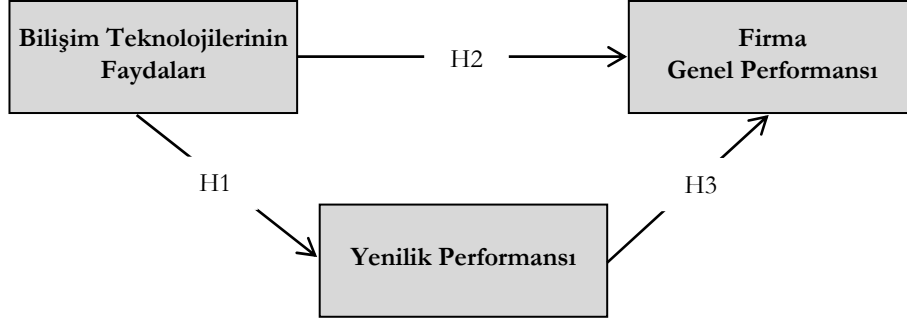 Bilişim Teknolojilerinin
Faydaları
H2
Firma
Genel Performansı
H1
H3
Yenilik Performansı